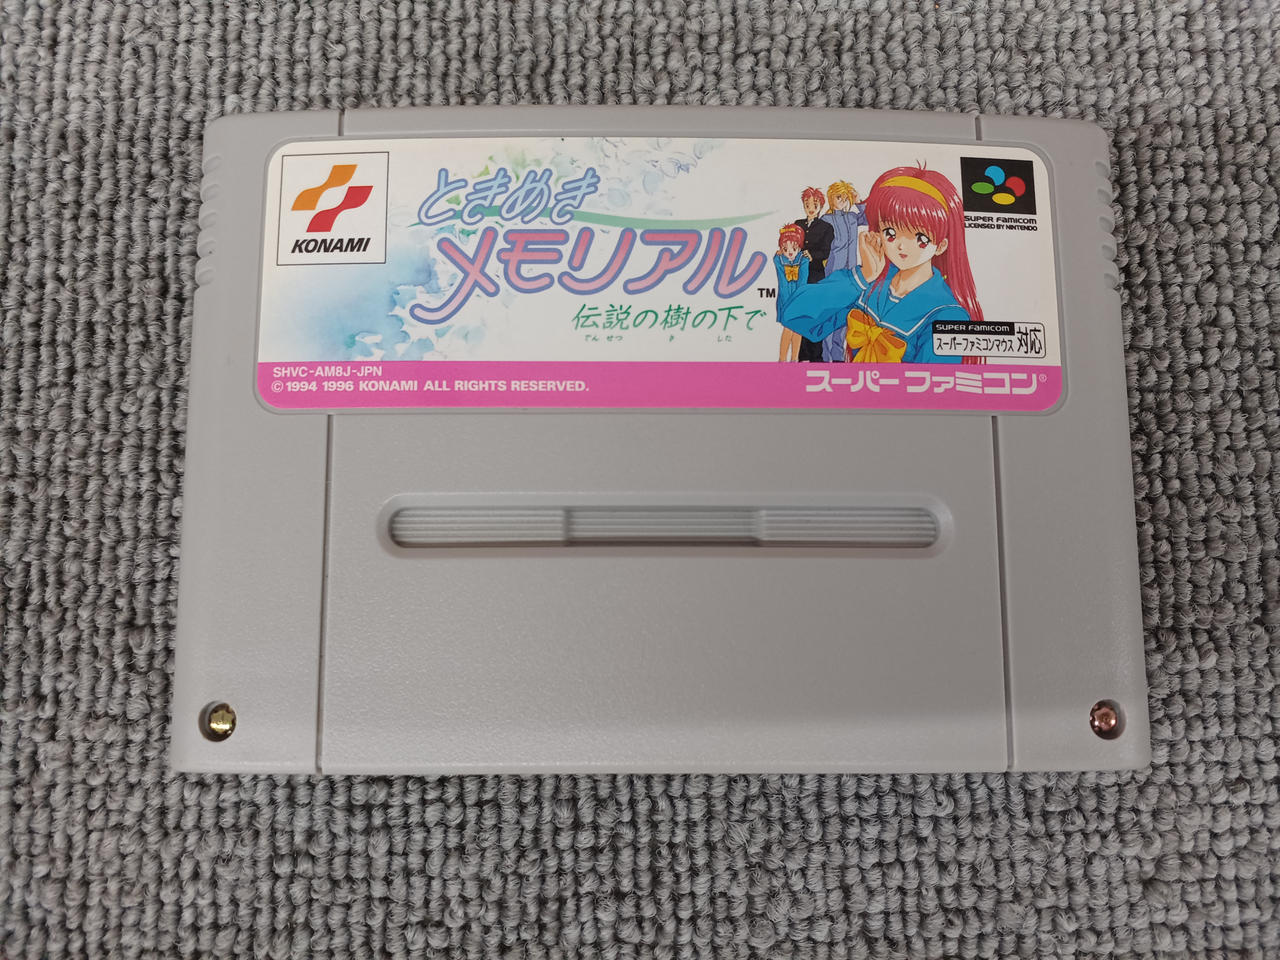 KONAMI
ときめき
メモリアル™
伝説の樹の下で
でんせつ き した
SUPER FAMICOM
LICENSED BY NINTENDO
SUPER FAMICOM
スーパーファミコンマウス 対応
SHVC-AM8J-JPN
©1994 1996 KONAMI ALL RIGHTS RESERVED.
スーパーファミコン®